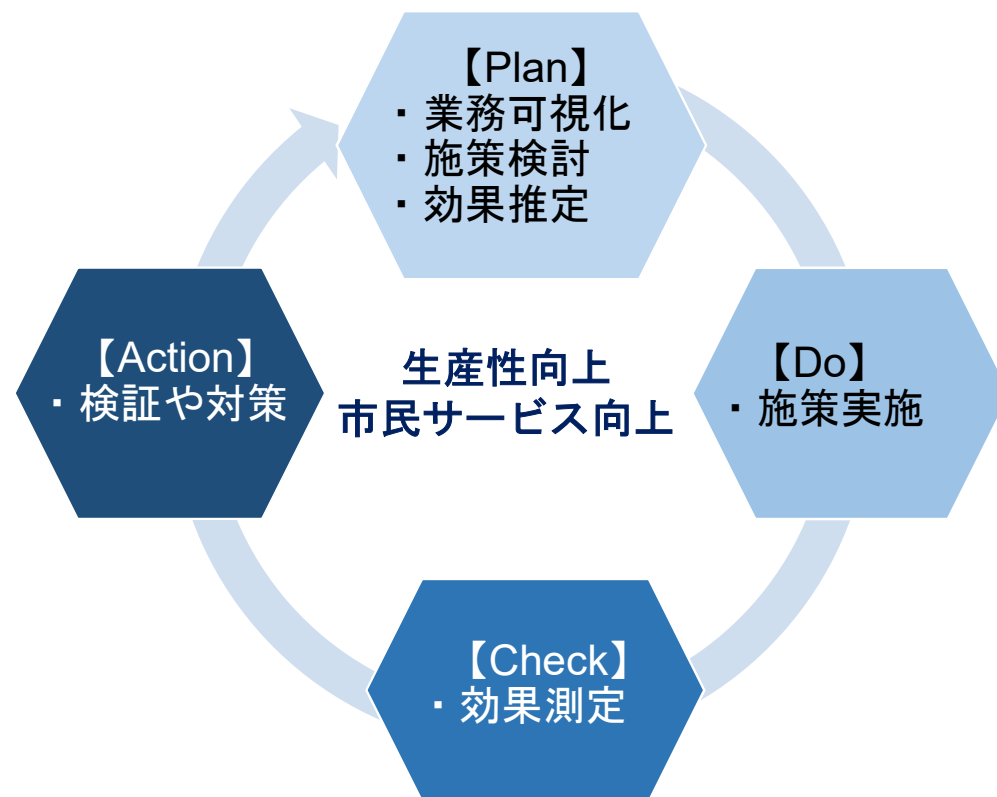 【Plan】
・業務可視化
・施策検討
・効果推定
【Action】
・検証や対策
生産性向上
市民サービス向上
【Do】
・施策実施
【Check】
・効果測定